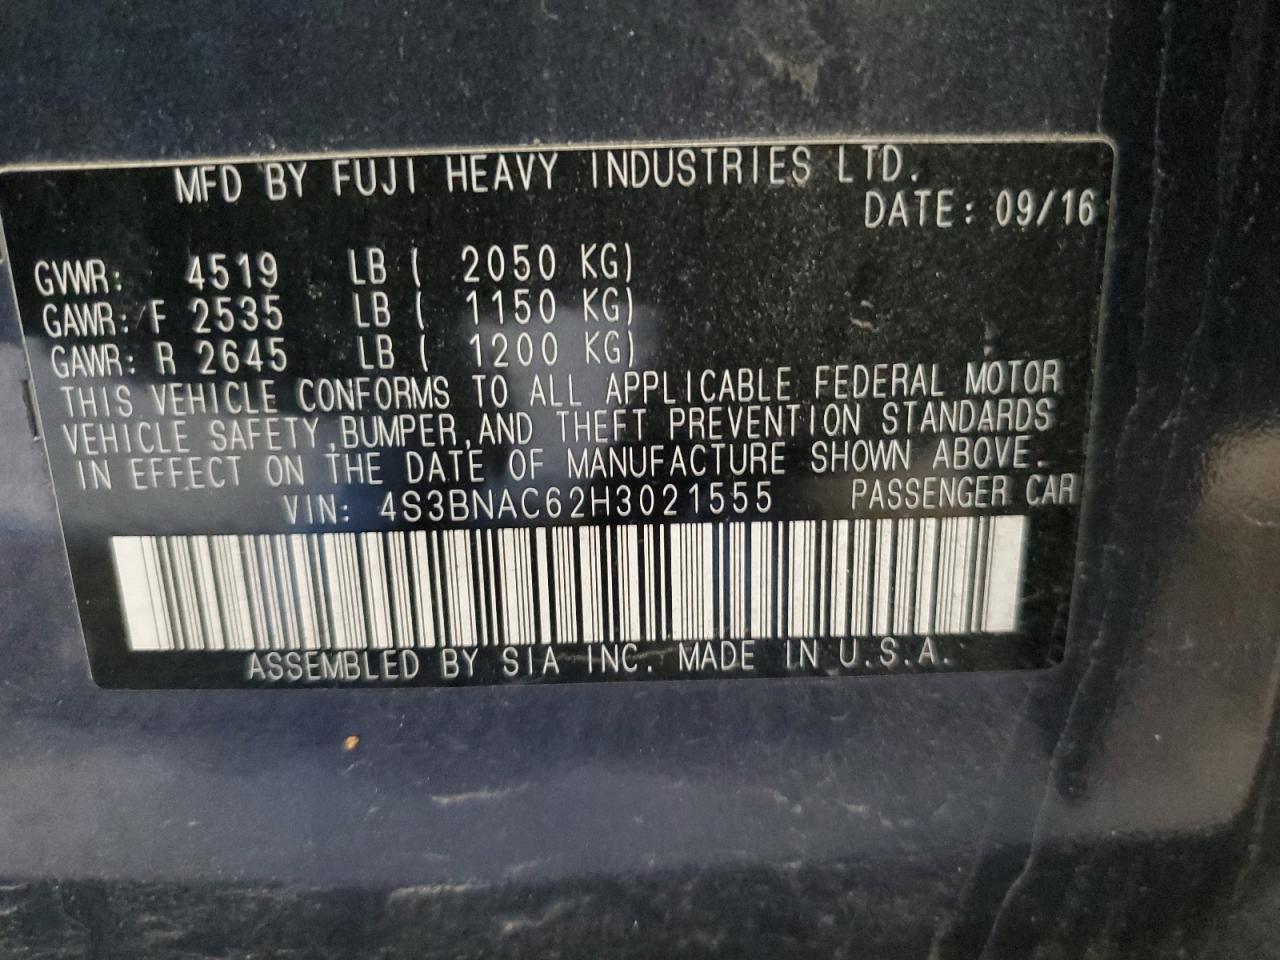 MFD BY FUJI HEAVY INDUSTRIES LTD.
DATE: 09/16
GVWR: 4519 LB ( 2050 KG)
GAWR: F 2535 LB ( 1150 KG)
GAWR: R 2645 LB ( 1200 KG)
THIS VEHICLE CONFORMS TO ALL APPLICABLE FEDERAL MOTOR
VEHICLE SAFETY,BUMPER,AND THEFT PREVENTION STANDARDS
IN EFFECT ON THE DATE OF MANUFACTURE SHOWN ABOVE.
VIN: 4S3BNAC62H3021555 PASSENGER CAR
ASSEMBLED BY SIA INC. MADE IN U.S.A.